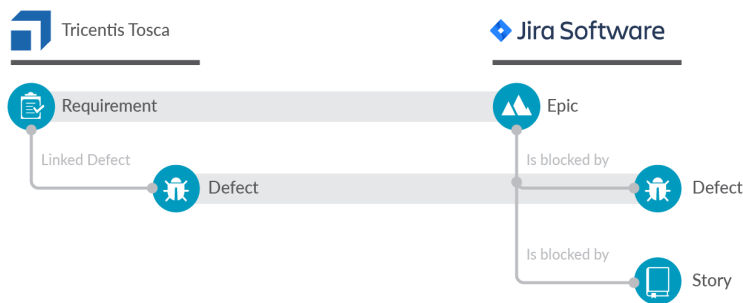 Tricentis Tosca
Jira Software
Requirement
Epic
Linked Defect
Is blocked by
Defect
Defect
Is blocked by
Story